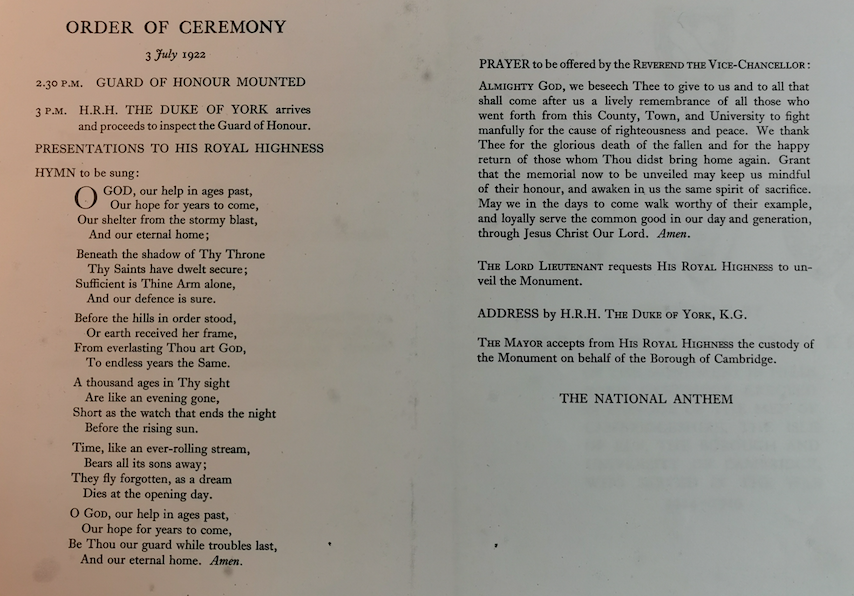 ORDER OF CEREMONY
3 July 1922
2.30 P.M. GUARD OF HONOUR MOUNTED
3 P.M. H.R.H. THE DUKE OF YORK arrives
and proceeds to inspect the Guard of Honour.
PRESENTATIONS TO HIS ROYAL HIGHNESS
HYMN to be sung:
O GOD, our help in ages past,
Our hope for years to come,
Our shelter from the stormy blast,
And our eternal home;
Beneath the shadow of Thy Throne
Thy Saints have dwelt secure;
Sufficient is Thine Arm alone,
And our defence is sure.
Before the hills in order stood,
Or earth received her frame,
From everlasting Thou art GOD,
To endless years the Same.
A thousand ages in Thy sight
Are like an evening gone,
Short as the watch that ends the night
Before the rising sun.
Time, like an ever-rolling stream,
Bears all its sons away;
They fly forgotten, as a dream
Dies at the opening day.
O GOD, our help in ages past,
Our hope for years to come,
Be Thou our guard while troubles last,
And our eternal home. Amen.
PRAYER to be offered by the REVEREND THE VICE-CHANCELLOR:
ALMIGHTY GOD, we beseech Thee to give to us and to all that
shall come after us a lively remembrance of all those who
went forth from this County, Town, and University to fight
manfully for the cause of righteousness and peace. We thank
Thee for the glorious death of the fallen and for the happy
return of those whom Thou didst bring home again. Grant
that the memorial now to be unveiled may keep us mindful
of their honour, and awaken in us the same spirit of sacrifice.
May we in the days to come walk worthy of their example,
and loyally serve the common good in our day and generation,
through Jesus Christ Our Lord. Amen.
THE LORD LIEUTENANT requests HIS ROYAL HIGHNESS to un-
veil the Monument.
ADDRESS by H.R.H. THE DUKE OF YORK, K.G.
THE MAYOR accepts from HIS ROYAL HIGHNESS the custody of
the Monument on behalf of the Borough of Cambridge.
THE NATIONAL ANTHEM